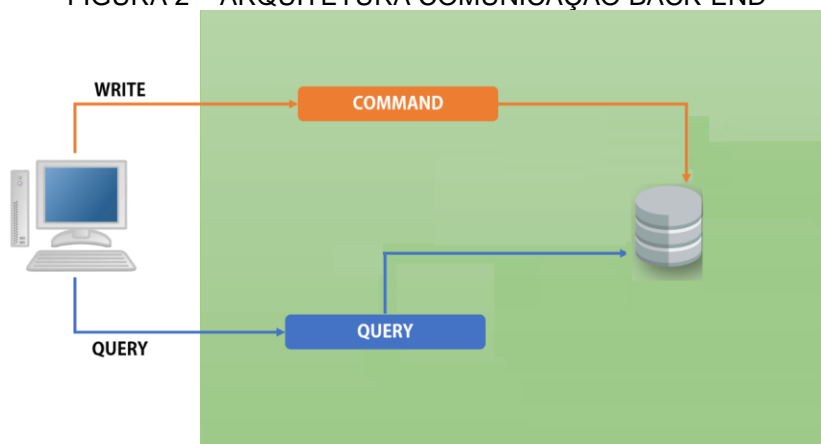 FIGURA 2 – ARQUITETURA COMUNICAÇÃO BACK-END
WRITE
COMMAND
QUERY
QUERY